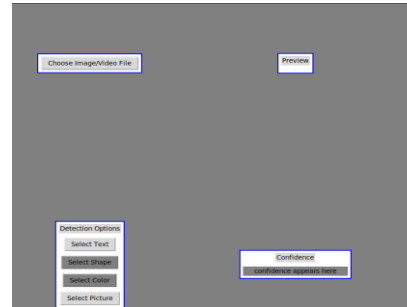 Choose Image/Video File
Preview
Detection Options
Select Text
Select Shape
Select Color
Select Picture
Confidence
confidence appears here